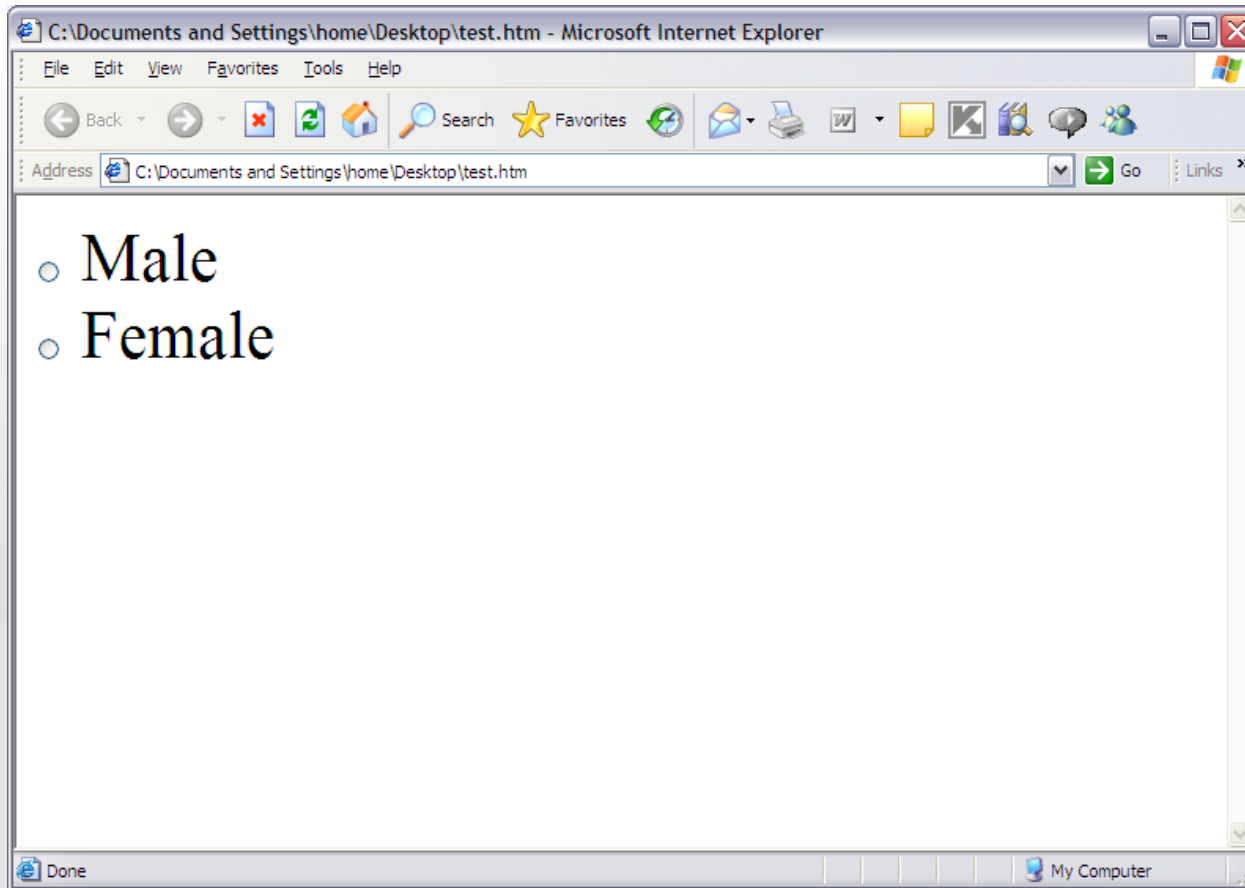 C:\Documents and Settings\home\Desktop\test.htm - Microsoft Internet Explorer
File Edit View Favorites Tools Help
Back Search Favorites
Address C:\Documents and Settings\home\Desktop\test.htm Go Links »
Male
Female
Done My Computer